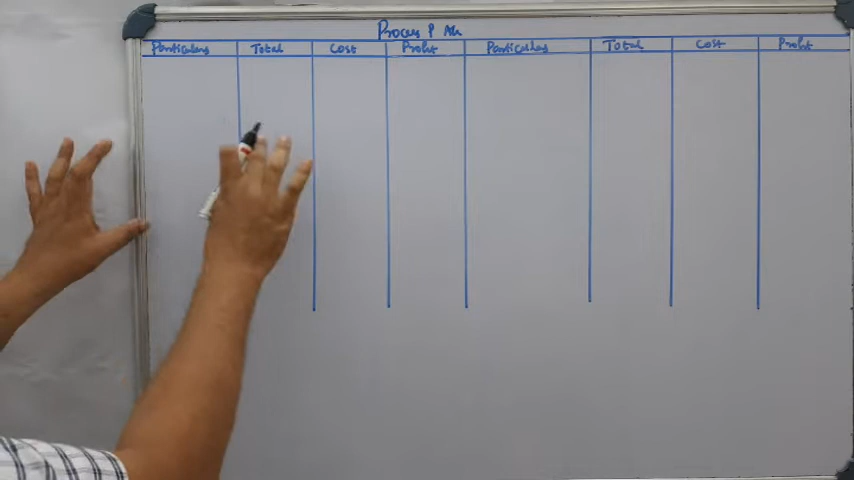 Process P A/c
Particulars Total Cost Profit Particulars Total Cost Profit